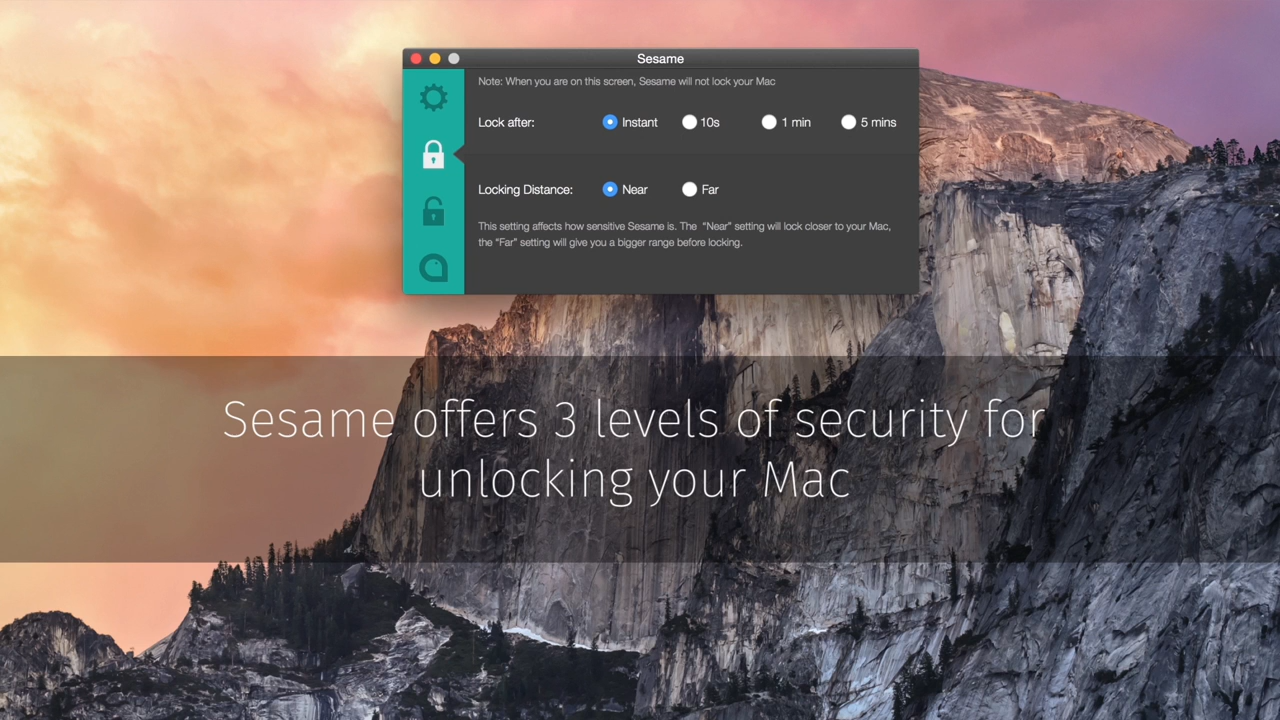 Sesame
Note: When you are on this screen, Sesame will not lock your Mac
Lock after: Instant 10s 1 min 5 mins
Locking Distance: Near Far
This setting affects how sensitive Sesame is. The “Near” setting will lock closer to your Mac,
the “Far” setting will give you a bigger range before locking.
Sesame offers 3 levels of security for
unlocking your Mac